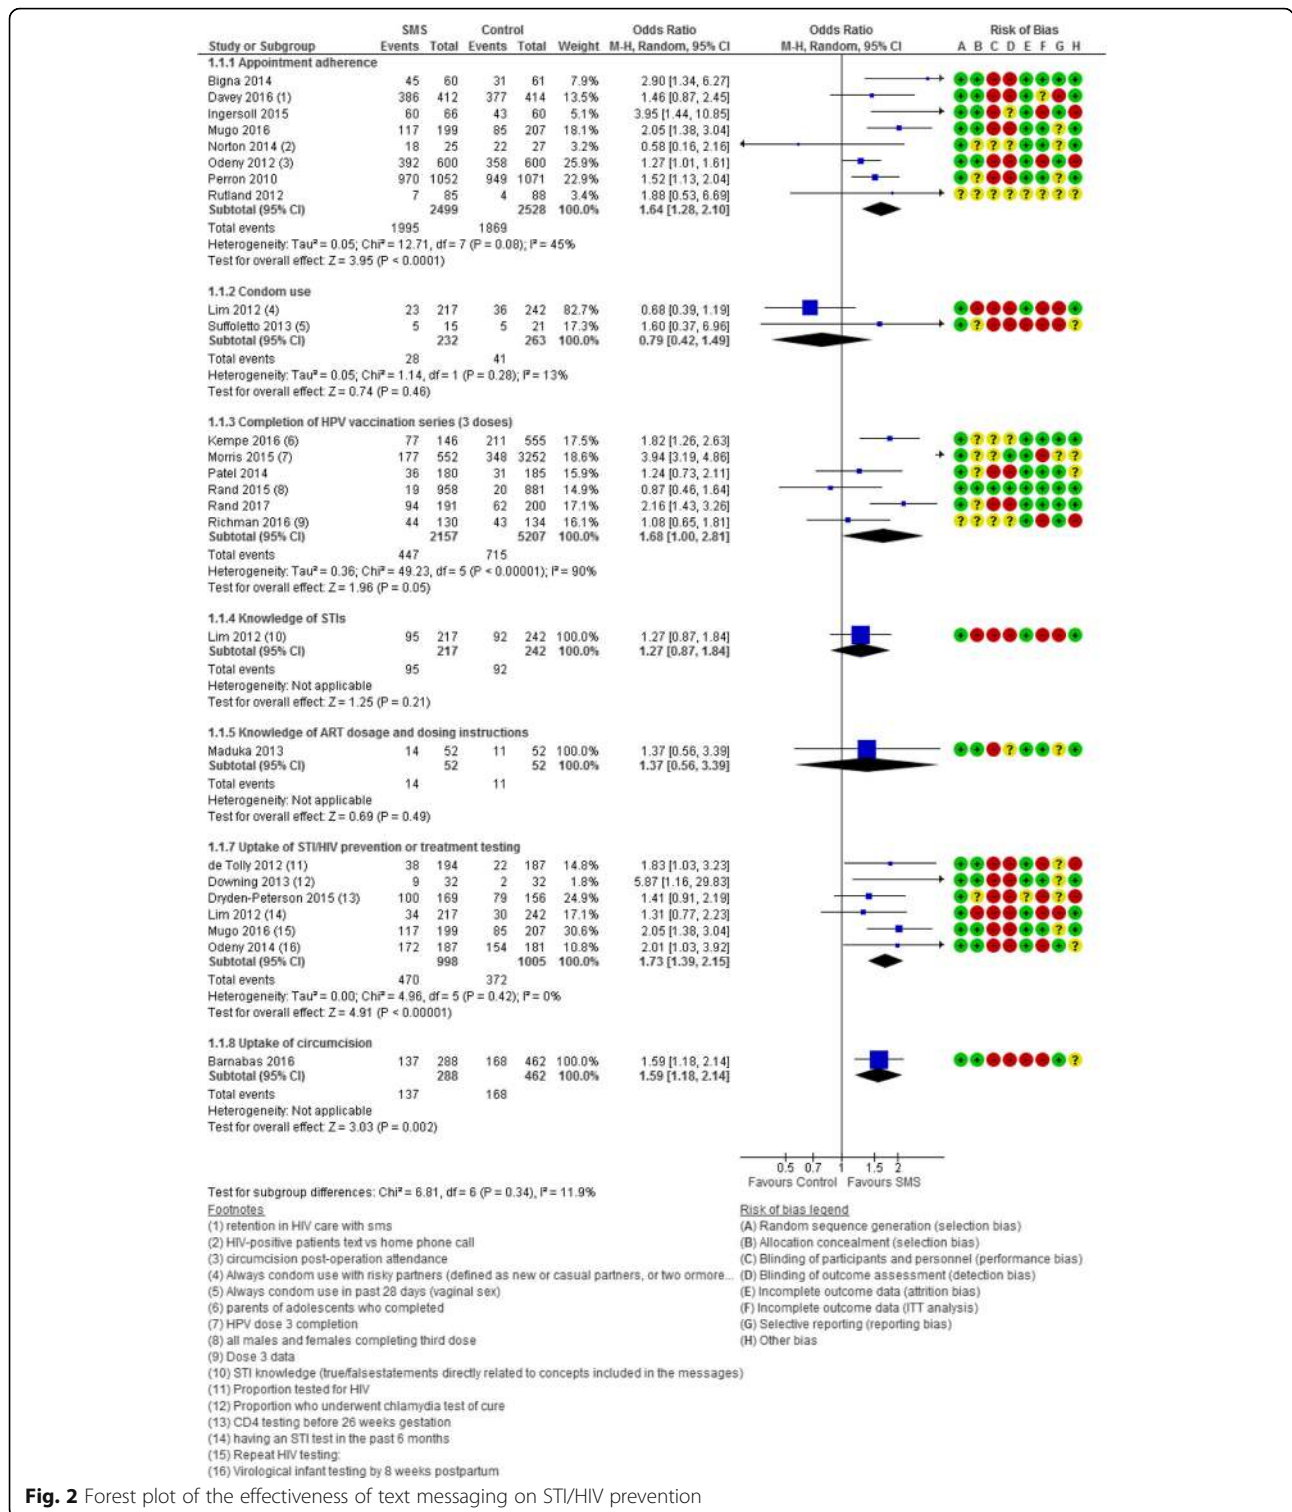 SMS Control Odds Ratio Odds Ratio Risk of Bias
Study or Subgroup Events Total Events Total Weight M-H, Random, 95% CI M-H, Random, 95% CI A B C D E F G H
1.1.1 Appointment adherence
Bigna 2014 45 60 31 61 7.9% 2.90 [1.34, 6.27]
Davey 2016 (1) 386 412 377 414 13.5% 1.46 [0.87, 2.45]
Ingersoll 2015 60 66 43 60 5.1% 3.95 [1.44, 10.85]
Mugo 2016 117 199 85 207 18.1% 2.05 [1.38, 3.04]
Norton 2014 (2) 18 25 22 27 3.2% 0.58 [0.16, 2.16]
Odeny 2012 (3) 392 600 358 600 25.9% 1.27 [1.01, 1.61]
Perron 2010 970 1052 949 1071 22.9% 1.52 [1.13, 2.04]
Rutland 2012 7 85 4 88 3.4% 1.88 [0.53, 6.69]
Subtotal (95% CI) 2499 2528 100.0% 1.64 [1.28, 2.10]
Total events 1995 1869
Heterogeneity: Tau² = 0.05; Chi² = 12.71, df = 7 (P = 0.08); I² = 45%
Test for overall effect: Z = 3.95 (P < 0.0001)
1.1.2 Condom use
Lim 2012 (4) 23 217 36 242 82.7% 0.68 [0.39, 1.19]
Suffoletto 2013 (5) 5 15 5 21 17.3% 1.60 [0.37, 6.96]
Subtotal (95% CI) 232 263 100.0% 0.79 [0.42, 1.49]
Total events 28 41
Heterogeneity: Tau² = 0.05; Chi² = 1.14, df = 1 (P = 0.28); I² = 13%
Test for overall effect: Z = 0.74 (P = 0.46)
1.1.3 Completion of HPV vaccination series (3 doses)
Kempe 2016 (6) 77 146 211 555 17.5% 1.82 [1.26, 2.63]
Morris 2015 (7) 177 552 348 3252 18.6% 3.94 [3.19, 4.86]
Patel 2014 36 180 31 185 15.9% 1.24 [0.73, 2.11]
Rand 2015 (8) 19 958 20 881 14.9% 0.87 [0.46, 1.64]
Rand 2017 94 191 62 200 17.1% 2.16 [1.43, 3.26]
Richman 2016 (9) 44 130 43 134 16.1% 1.08 [0.65, 1.81]
Subtotal (95% CI) 2157 5207 100.0% 1.68 [1.00, 2.81]
Total events 447 715
Heterogeneity: Tau² = 0.36; Chi² = 49.23, df = 5 (P < 0.00001); I² = 90%
Test for overall effect: Z = 1.96 (P = 0.05)
1.1.4 Knowledge of STIs
Lim 2012 (10) 95 217 92 242 100.0% 1.27 [0.87, 1.84]
Subtotal (95% CI) 217 242 100.0% 1.27 [0.87, 1.84]
Total events 95 92
Heterogeneity: Not applicable
Test for overall effect: Z = 1.25 (P = 0.21)
1.1.5 Knowledge of ART dosage and dosing instructions
Maduka 2013 14 52 11 52 100.0% 1.37 [0.56, 3.39]
Subtotal (95% CI) 52 52 100.0% 1.37 [0.56, 3.39]
Total events 14 11
Heterogeneity: Not applicable
Test for overall effect: Z = 0.69 (P = 0.49)
1.1.7 Uptake of STI/HIV prevention or treatment testing
de Tolly 2012 (11) 38 194 22 187 14.8% 1.83 [1.03, 3.23]
Downing 2013 (12) 9 32 2 32 1.8% 5.87 [1.16, 29.83]
Dryden-Peterson 2015 (13) 100 169 79 156 24.9% 1.41 [0.91, 2.19]
Lim 2012 (14) 34 217 30 242 17.1% 1.31 [0.77, 2.23]
Mugo 2016 (15) 117 199 85 207 30.6% 2.05 [1.38, 3.04]
Odeny 2014 (16) 172 187 154 181 10.8% 2.01 [1.03, 3.92]
Subtotal (95% CI) 998 1005 100.0% 1.73 [1.39, 2.15]
Total events 470 372
Heterogeneity: Tau² = 0.00; Chi² = 4.96, df = 5 (P = 0.42); I² = 0%
Test for overall effect: Z = 4.91 (P < 0.00001)
1.1.8 Uptake of circumcision
Barnabas 2016 137 288 168 462 100.0% 1.59 [1.18, 2.14]
Subtotal (95% CI) 288 462 100.0% 1.59 [1.18, 2.14]
Total events 137 168
Heterogeneity: Not applicable
Test for overall effect: Z = 3.03 (P = 0.002)
0.5 0.7 1 1.5 2
Favours Control Favours SMS
Test for subgroup differences: Chi² = 6.81, df = 6 (P = 0.34), I² = 11.9%
Footnotes
(1) retention in HIV care with sms
(2) HIV-positive patients text vs home phone call
(3) circumcision post-operation attendance
(4) Always condom use with risky partners (defined as new or casual partners, or two ormore...
(5) Always condom use in past 28 days (vaginal sex)
(6) parents of adolescents who completed
(7) HPV dose 3 completion
(8) all males and females completing third dose
(9) Dose 3 data
(10) STI knowledge (true/falsestatements directly related to concepts included in the messages)
(11) Proportion tested for HIV
(12) Proportion who underwent chlamydia test of cure
(13) CD4 testing before 26 weeks gestation
(14) having an STI test in the past 6 months
(15) Repeat HIV testing:
(16) Virological infant testing by 8 weeks postpartum
Risk of bias legend
(A) Random sequence generation (selection bias)
(B) Allocation concealment (selection bias)
(C) Blinding of participants and personnel (performance bias)
(D) Blinding of outcome assessment (detection bias)
(E) Incomplete outcome data (attrition bias)
(F) Incomplete outcome data (ITT analysis)
(G) Selective reporting (reporting bias)
(H) Other bias
Fig. 2 Forest plot of the effectiveness of text messaging on STI/HIV prevention